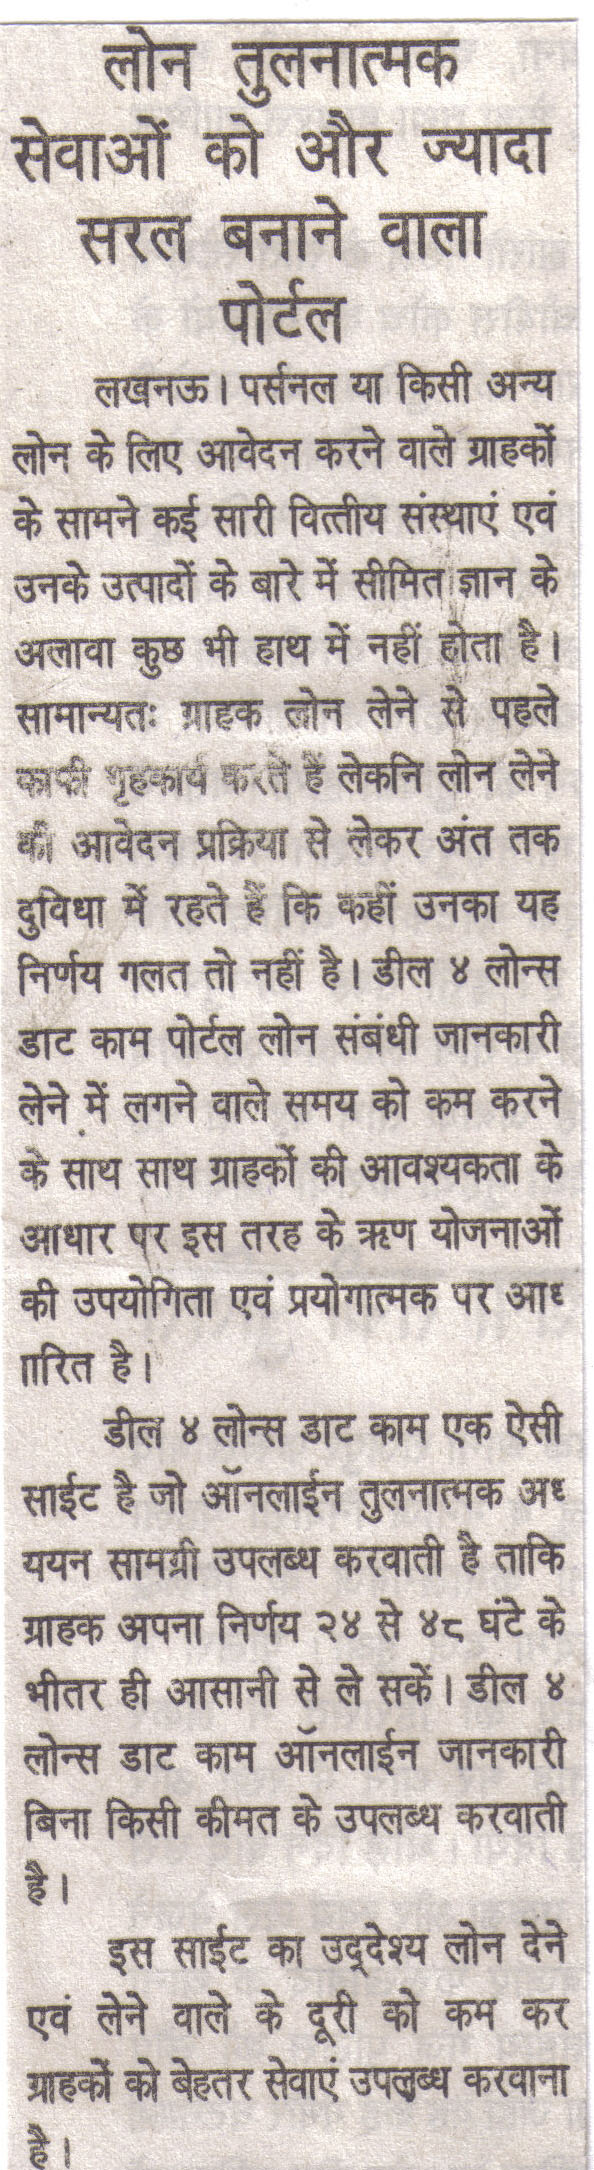 लोन तुलनात्मक
सेवाओं को और ज्यादा
सरल बनाने वाला
पोर्टल
लखनऊ। पर्सनल या किसी अन्य
लोन के लिए आवेदन करने वाले ग्राहकों
के सामने कई सारी वित्तीय संस्थाएं एवं
उनके उत्पादों के बारे में सीमित ज्ञान के
अलावा कुछ भी हाथ में नहीं होता है।
सामान्यतः ग्राहक लोन लेने से पहले
काफी गृहकार्य करते हैं लेकनि लोन लेने
की आवेदन प्रक्रिया से लेकर अंत तक
दुविधा में रहते हैं कि कहीं उनका यह
निर्णय गलत तो नहीं है। डील ४ लोन्स
डाट काम पोर्टल लोन संबंधी जानकारी
लेने में लगने वाले समय को कम करने
के साथ साथ ग्राहकों की आवश्यकता के
आधार पर इस तरह के ऋण योजनाओं
की उपयोगिता एवं प्रयोगात्मक पर आध
ारित है।
डील ४ लोन्स डाट काम एक ऐसी
साईट है जो ऑनलाईन तुलनात्मक अध
ययन सामग्री उपलब्ध करवाती है ताकि
ग्राहक अपना निर्णय २४ से ४८ घंटे के
भीतर ही आसानी से ले सकें। डील ४
लोन्स डाट काम ऑनलाईन जानकारी
बिना किसी कीमत के उपलब्ध करवाती
है।
इस साईट का उद्देश्य लोन देने
एवं लेने वाले के दूरी को कम कर
ग्राहकों को बेहतर सेवाएं उपलब्ध करवाना
है।